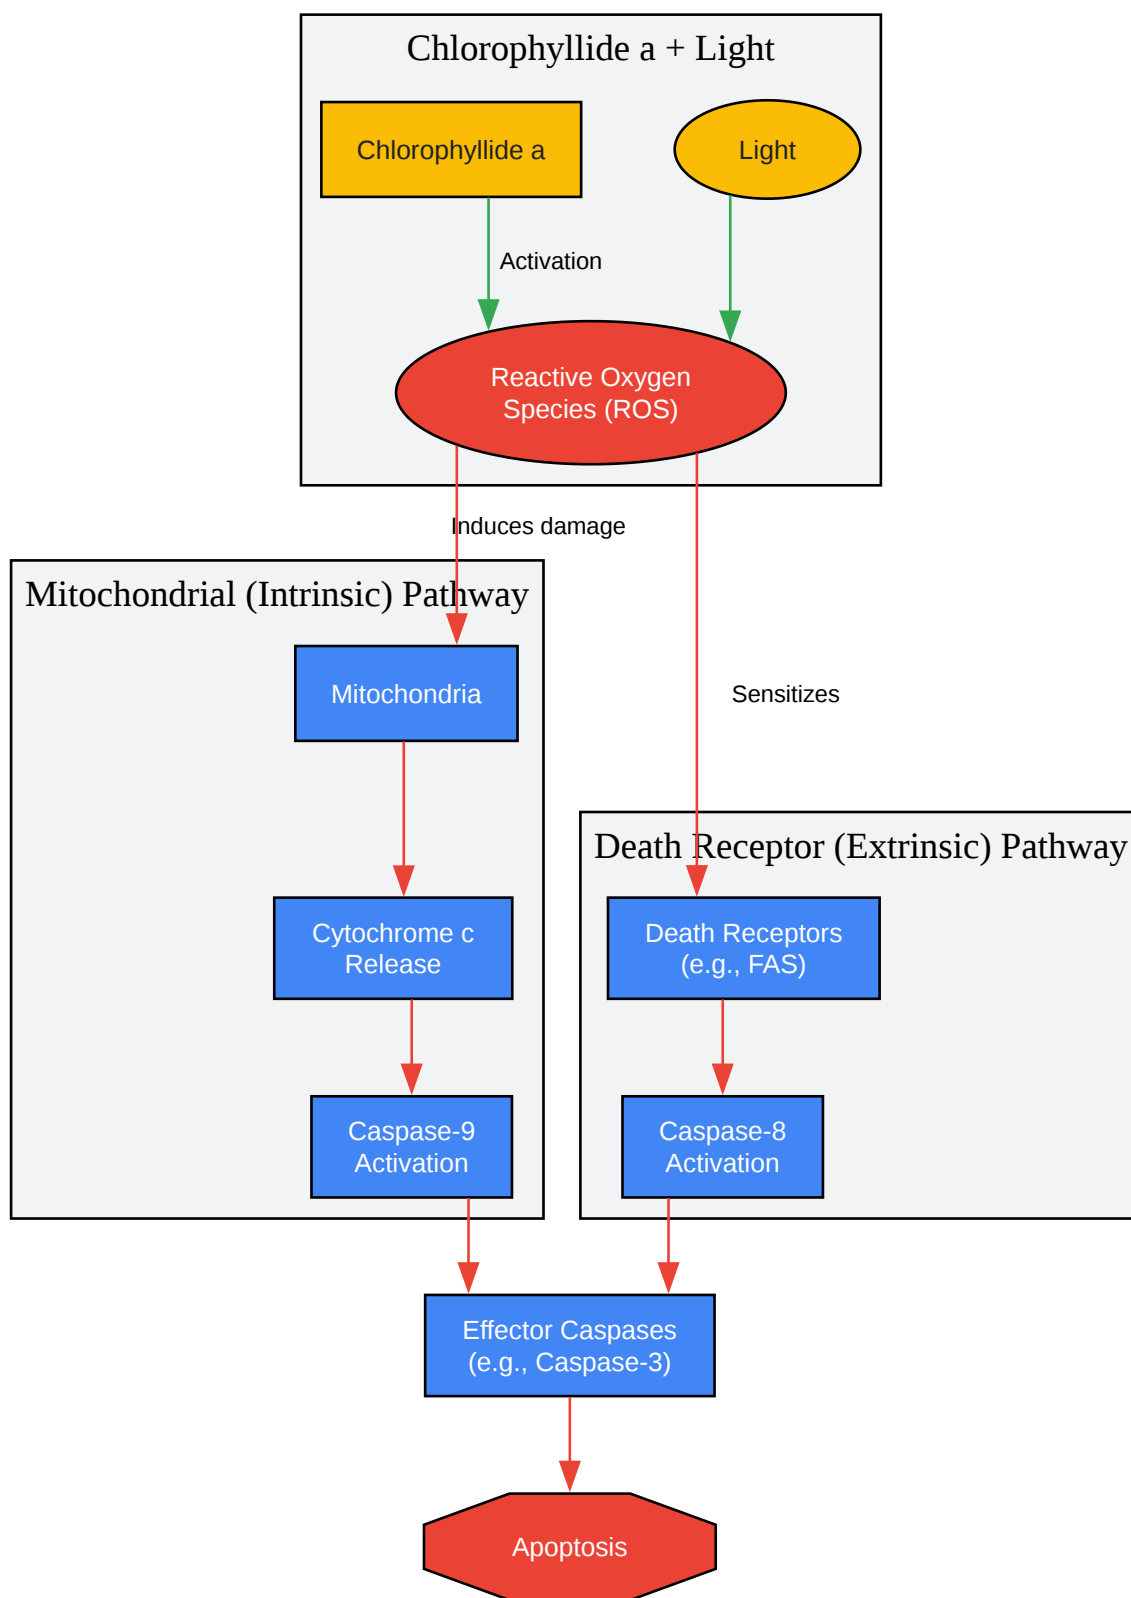 Chlorophyllide a + Light
Chlorophyllide a
Light
Activation
Reactive Oxygen
Species (ROS)
Induces damage
Mitochondrial (Intrinsic) Pathway
Mitochondria
Sensitizes
Death Receptor (Extrinsic) Pathway
Cytochrome c
Release
Death Receptors
(e.g., FAS)
Caspase-9
Activation
Caspase-8
Activation
Effector Caspases
(e.g., Caspase-3)
Apoptosis